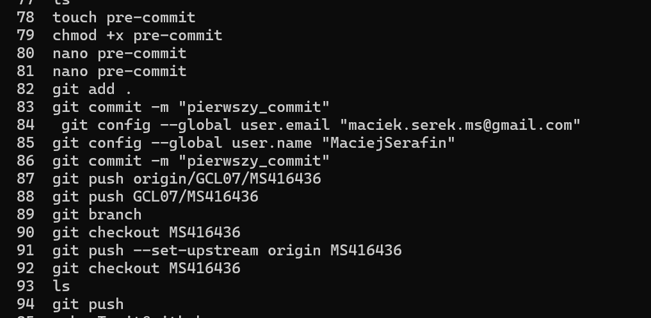 77 ls
78 touch pre-commit
79 chmod +x pre-commit
80 nano pre-commit
81 nano pre-commit
82 git add .
83 git commit -m "pierwszy_commit"
84  git config --global user.email "maciek.serek.ms@gmail.com"
85 git config --global user.name "MaciejSerafin"
86 git commit -m "pierwszy_commit"
87 git push origin/GCL07/MS416436
88 git push GCL07/MS416436
89 git branch
90 git checkout MS416436
91 git push --set-upstream origin MS416436
92 git checkout MS416436
93 ls
94 git push